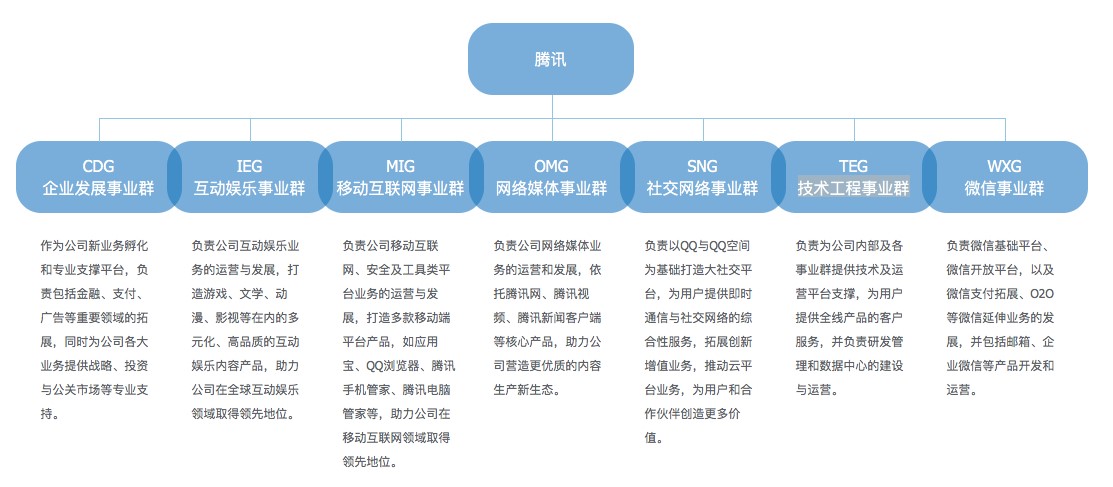 腾讯
CDG
企业发展事业群
IEG
互动娱乐事业群
MIG
移动互联网事业群
OMG
网络媒体事业群
SNG
社交网络事业群
TEG
技术工程事业群
WXG
微信事业群
作为公司新业务孵化
和专业支撑平台，负
责包括金融、支付、
广告等重要领域的拓
展，同时为公司各大
业务提供战略、投资
与公关市场等专业支
持。
负责公司互动娱乐业
务的运营与发展，打
造游戏、文学、动
漫、影视等在内的多
元化、高品质的互动
娱乐内容产品，助力
公司在全球互动娱乐
领域取得领先地位。
负责公司移动互联
网、安全及工具类平
台业务的运营与发
展，打造多款移动端
平台产品，如应用
宝、QQ浏览器、腾讯
手机管家、腾讯电脑
管家等，助力公司在
移动互联网领域取得
领先地位。
负责公司网络媒体业
务的运营和发展，依
托腾讯网、腾讯视
频、腾讯新闻客户端
等核心产品，助力公
司营造更优质的内容
生产新生态。
负责以QQ与QQ空间
为基础打造大社交平
台，为用户提供即时
通信与社交网络的综
合性服务，拓展创新
增值业务，推动云平
台业务，为用户和合
作伙伴创造更多价
值。
负责为公司内部及各
事业群提供技术及运
营平台支撑，为用户
提供全线产品的客户
服务，并负责研发管
理和数据中心的建设
与运营。
负责微信基础平台、
微信开放平台，以及
微信支付拓展、O2O
等微信延伸业务的发
展，并包括邮箱、企
业微信等产品开发和
运营。